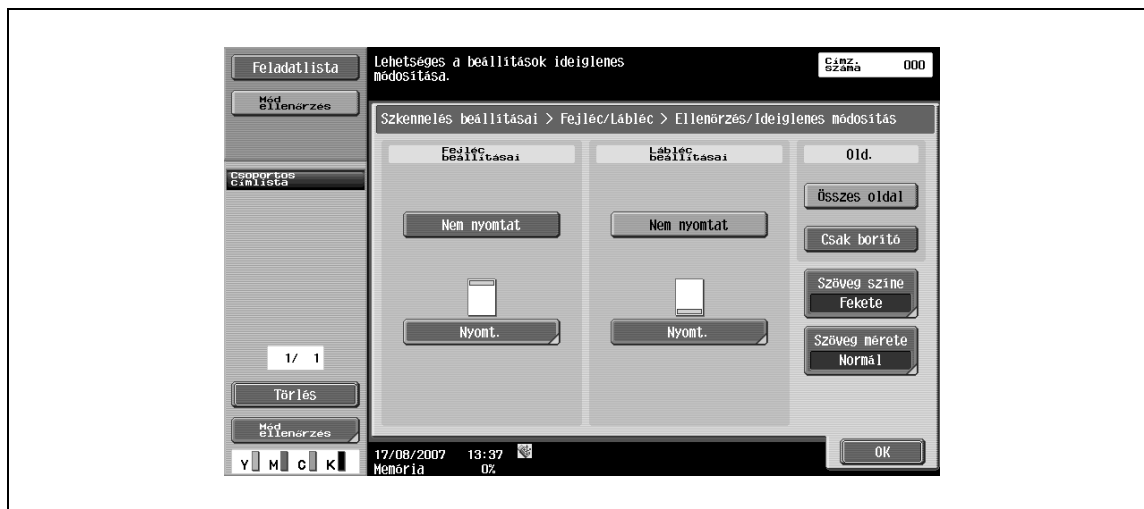 Feladatlista
Mód
ellenőrzés
Csoportos
címlista
1/ 1
Törlés
Mód
ellenőrzés
Y M C K
Lehetséges a beállítások ideiglenes
módosítása.
Címz.
száma 000
Szkennelés beállításai > Fejléc/Lábléc > Ellenőrzés/Ideiglenes módosítás
Fejléc
beállításai
Nem nyomtat
Nyomt.
Lábléc
beállításai
Nem nyomtat
Nyomt.
Old.
Összes oldal
Csak borító
Szöveg színe
Fekete
Szöveg mérete
Normál
17/08/2007 13:37
Memória 0%
OK